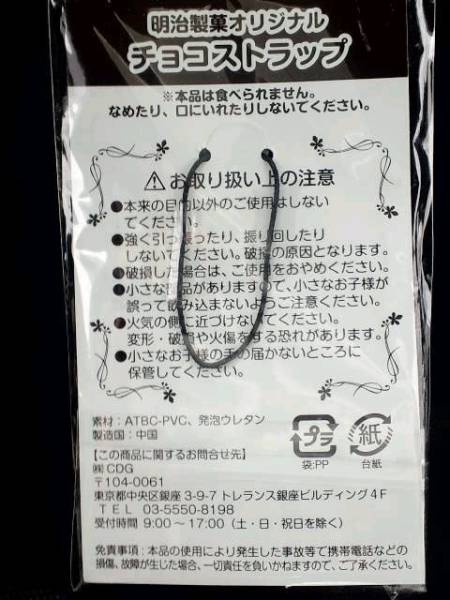 明治製菓オリジナル
チョコストラップ
※本品は食べられません。
なめたり、口にいれたりしないでください。
⚠お取り扱い上の注意
●本来の目的以外のご使用はしない
でください。
●強く引っ張ったり、振り回したり
しないでください。破損の原因となります。
●破損した場合は、ご使用をおやめください。
●小さな部品がありますので、小さなお子様が
誤って飲み込まないようご注意ください。
●火気の側に近づけないでください。
変形・破損や火傷をする恐れがあります。
●小さなお子様の手の届かないところに
保管してください。
素材：ATBC-PVC、発泡ウレタン
製造国：中国
プラ
袋:PP
紙
台紙
【この商品に関するお問合せ先】
㈱CDG
〒104-0061
東京都中央区銀座3-9-7 トレランス銀座ビルディング4F
TEL 03-5550-8198
受付時間 9:00～17:00（土・日・祝日を除く）
免責事項：本品の使用により発生した事故等で携帯電話などの
損傷、故障が生じた場合、一切責任を負いかねますので、ご了承ください。